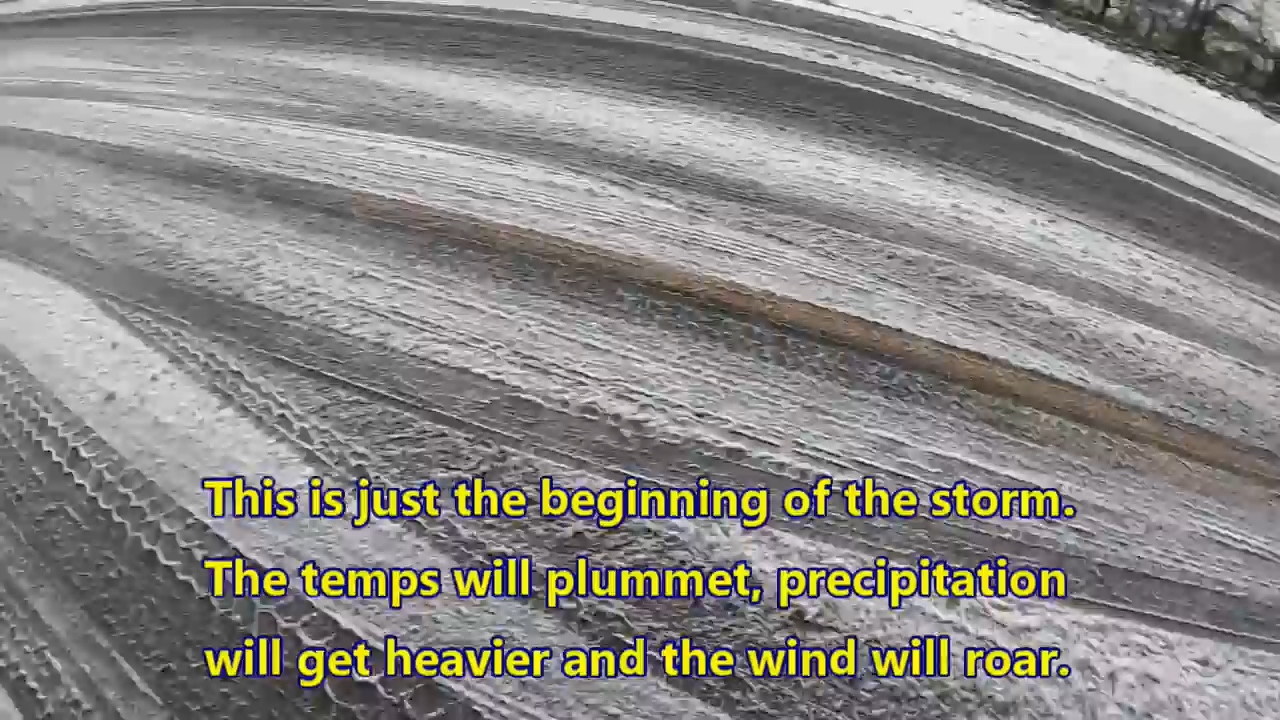 This is just the beginning of the storm.
The temps will plummet, precipitation
will get heavier and the wind will roar.